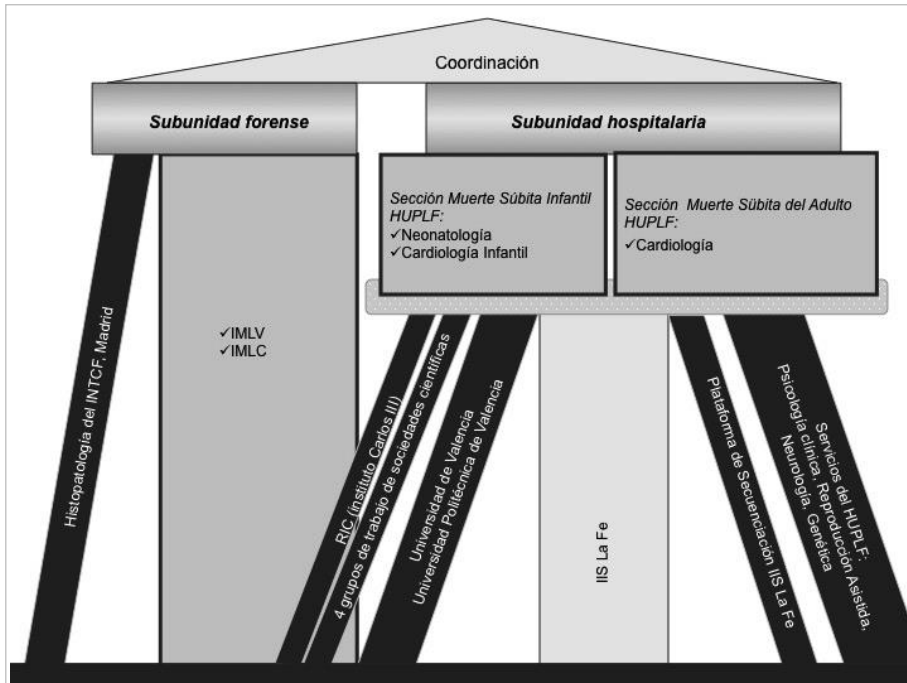 Coordinación
Subunidad forense
Subunidad hospitalaria
Sección Muerte Súbita Infantil
HUPLF:
✓Neonatología
✓Cardiología Infantil
Sección Muerte Sübita del Adulto
HUPLF:
✓Cardiología
✓IMLV
✓IMLC
Histopatología del INTCF, Madrid
RIC (Instituto Carlos III)
4 grupos de trabajo de sociedades científicas
Universidad de Valencia
Universidad Politécnica de Valencia
IIS La Fe
Plataforma de Secuenciación IIS La Fe
Servicios del HUPLF:
Psicología clínica, Reproducción Asistida,
Neurología, Genética